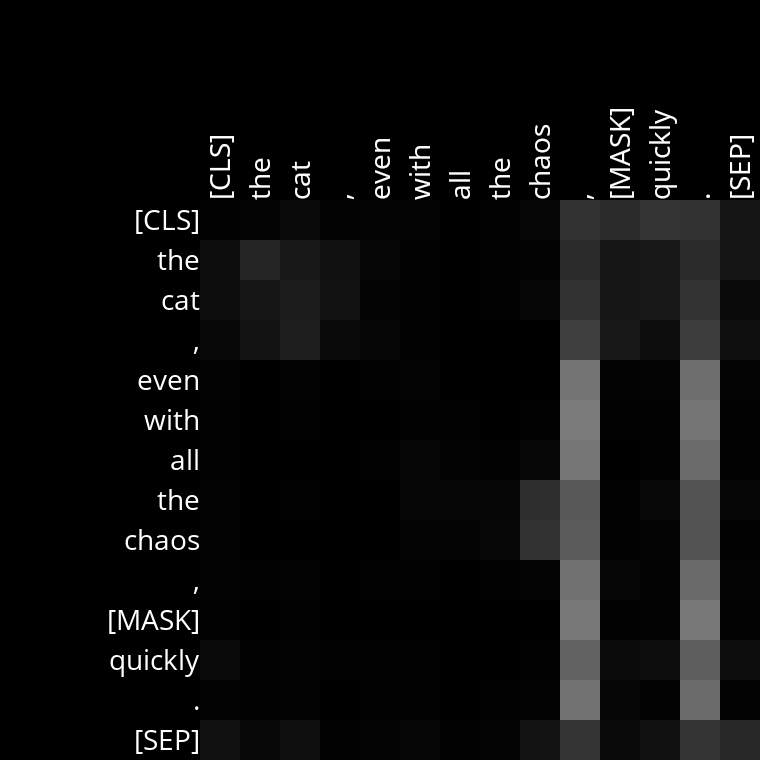 [CLS] the cat , even with all the chaos , [MASK] quickly . [SEP]
[CLS]
the
cat
,
even
with
all
the
chaos
,
[MASK]
quickly
.
[SEP]